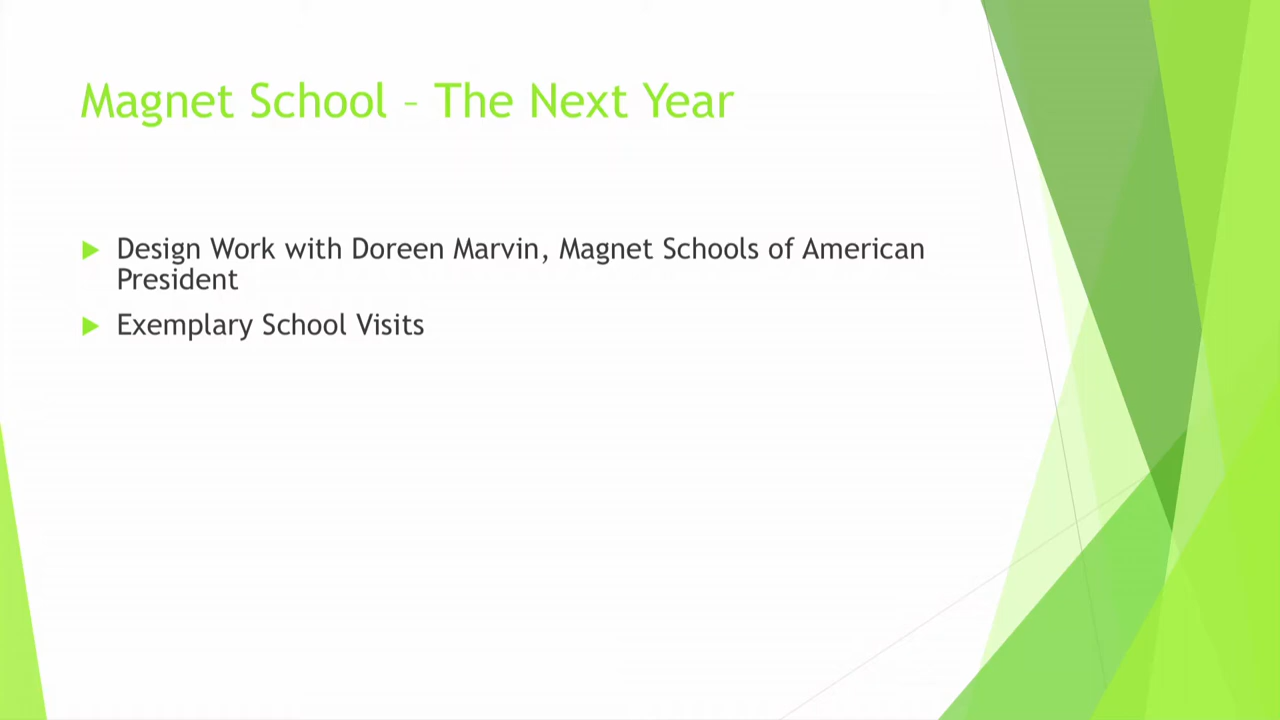 Magnet School – The Next Year
Design Work with Doreen Marvin, Magnet Schools of American
President
Exemplary School Visits